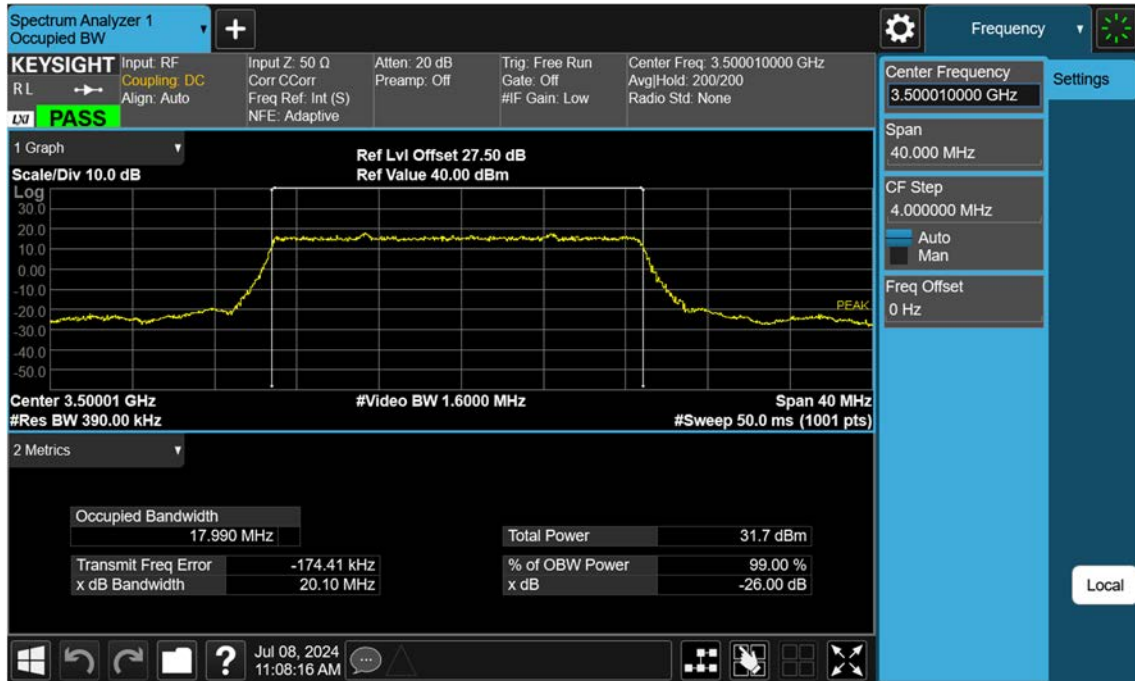 Spectrum Analyzer 1
Occupied BW
Frequency
KEYSIGHT
R L
LXI PASS
Input: RF
Coupling: DC
Align: Auto
Input Z: 50 Ω
Corr CCorr
Freq Ref: Int (S)
NFE: Adaptive
Atten: 20 dB
Preamp: Off
Trig: Free Run
Gate: Off
#IF Gain: Low
Center Freq: 3.500010000 GHz
Avg|Hold: 200/200
Radio Std: None
1 Graph
Scale/Div 10.0 dB
Ref Lvl Offset 27.50 dB
Ref Value 40.00 dBm
Log
30.0
20.0
10.0
0.00
-10.0
-20.0
-30.0
-40.0
-50.0
PEAK
Center 3.50001 GHz
#Video BW 1.6000 MHz
Span 40 MHz
#Res BW 390.00 kHz
#Sweep 50.0 ms (1001 pts)
2 Metrics
Occupied Bandwidth
17.990 MHz
Total Power 31.7 dBm
Transmit Freq Error -174.41 kHz
% of OBW Power 99.00 %
x dB Bandwidth 20.10 MHz
x dB -26.00 dB
Center Frequency
3.500010000 GHz
Settings
Span
40.000 MHz
CF Step
4.000000 MHz
Auto
Man
Freq Offset
0 Hz
Local
?
Jul 08, 2024
11:08:16 AM